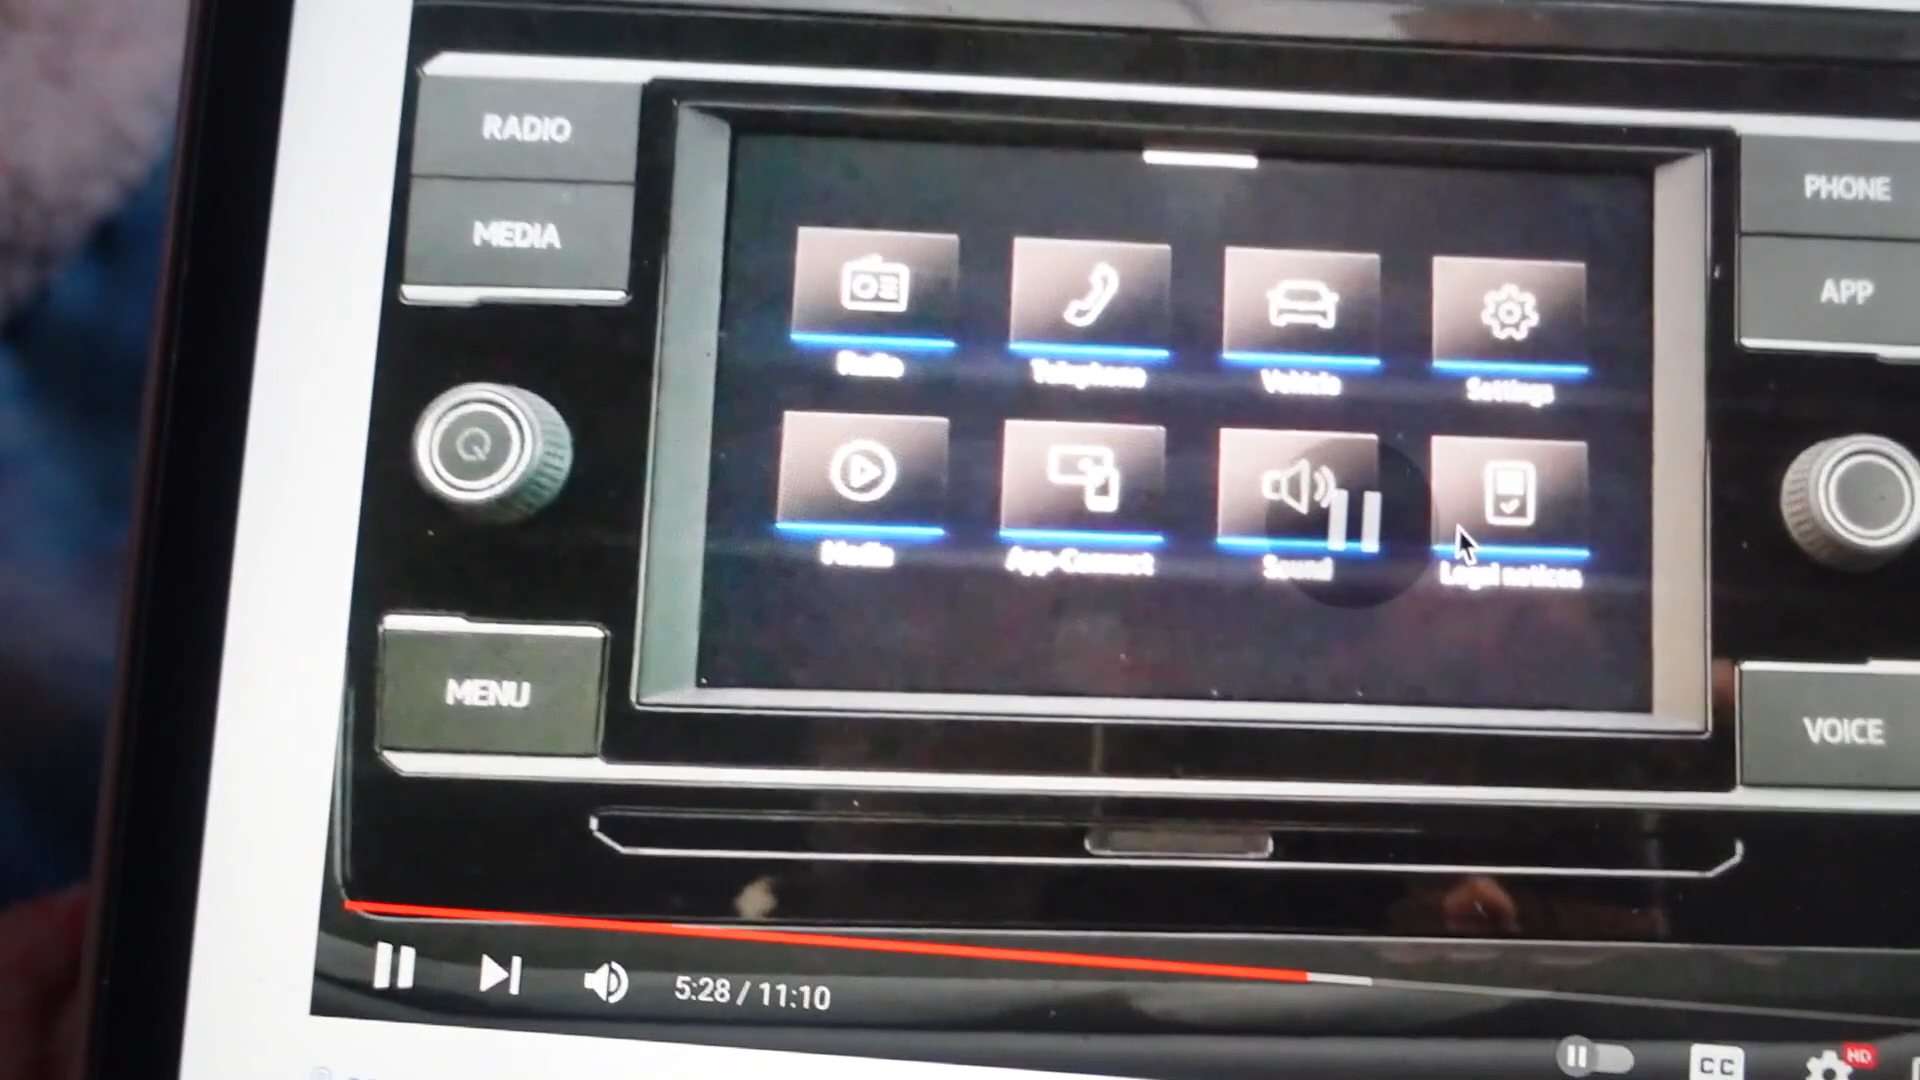 RADIO
MEDIA
MENU
PHONE
APP
VOICE
Radio
Telephone
Vehicle
Settings
Media
App-Connect
Sound
Legal notices
5:28 / 11:10
CC
HD